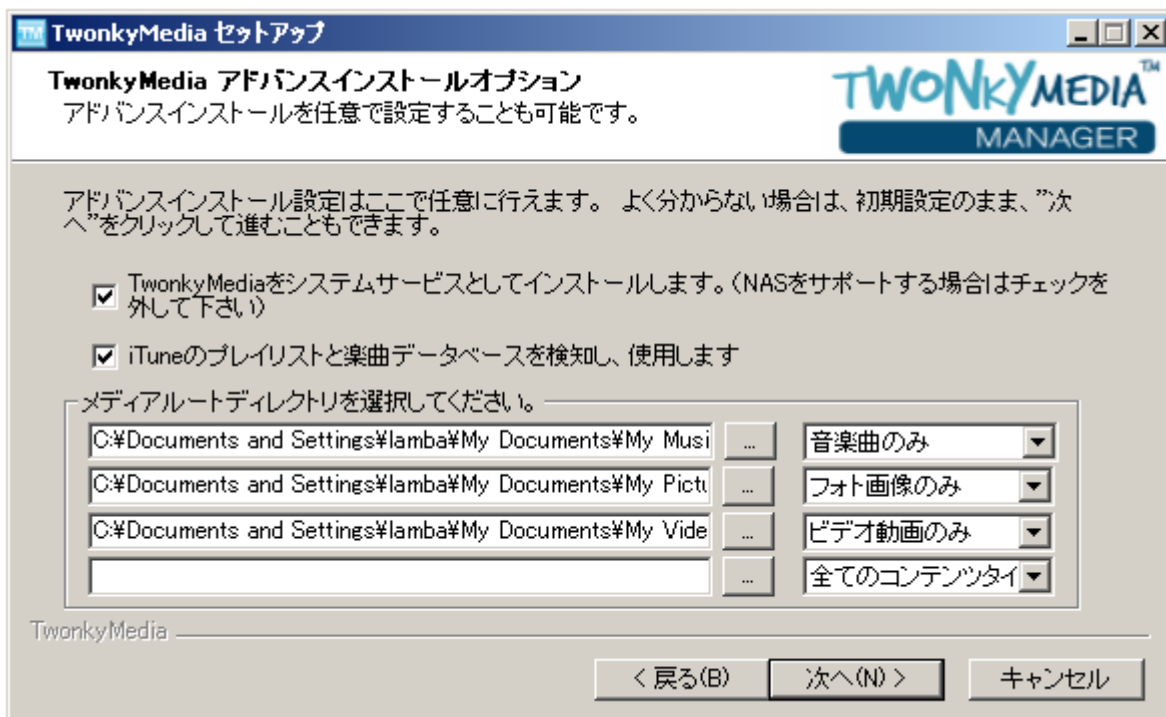 TwonkyMedia セットアップ
TwonkyMedia アドバンスインストールオプション
アドバンスインストールを任意で設定することも可能です。
TWONKYMEDIA™
MANAGER
アドバンスインストール設定はここで任意に行えます。 よく分からない場合は、初期設定のまま、”次
へ”をクリックして進むこともできます。
TwonkyMediaをシステムサービスとしてインストールします。（NASをサポートする場合はチェックを
外して下さい）
iTuneのプレイリストと楽曲データベースを検知し、使用します
メディアルートディレクトリを選択してください。
C:¥Documents and Settings¥lamba¥My Documents¥My Musi ... 音楽曲のみ
C:¥Documents and Settings¥lamba¥My Documents¥My Pictu ... フォト画像のみ
C:¥Documents and Settings¥lamba¥My Documents¥My Vide ... ビデオ動画のみ
... 全てのコンテンツタイ
TwonkyMedia
< 戻る(B) 次へ(N) > キャンセル